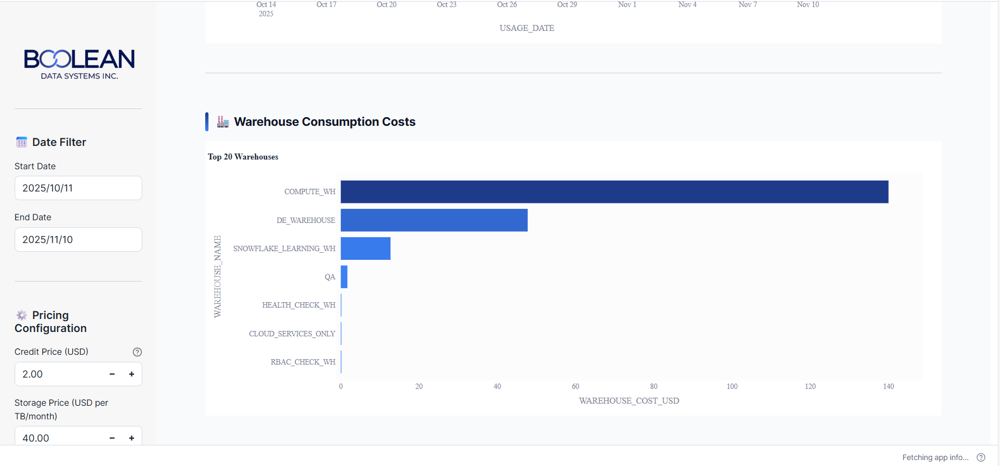 BOOLEAN
DATA SYSTEMS INC.
Date Filter
Start Date
2025/10/11
End Date
2025/11/10
Pricing
Configuration
Credit Price (USD)
2.00
Storage Price (USD per
TB/month)
40.00
Oct 14
2025
Oct 17
Oct 20
Oct 23
Oct 26
Oct 29
Nov 1
Nov 4
Nov 7
Nov 10
USAGE_DATE
Warehouse Consumption Costs
Top 20 Warehouses
WAREHOUSE_NAME
COMPUTE_WH
DE_WAREHOUSE
SNOWFLAKE_LEARNING_WH
QA
HEALTH_CHECK_WH
CLOUD_SERVICES_ONLY
RBAC_CHECK_WH
0 20 40 60 80 100 120 140
WAREHOUSE_COST_USD
Fetching app info...